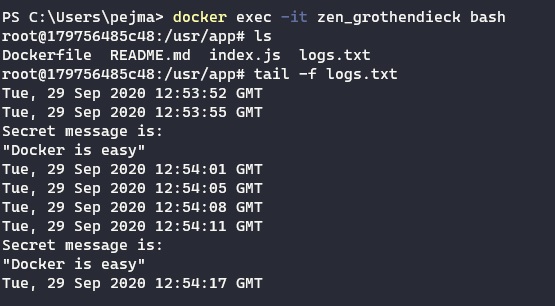 PS C:\Users\pejma> docker exec -it zen_grothendieck bash
root@179756485c48:/usr/app# ls
Dockerfile  README.md  index.js  logs.txt
root@179756485c48:/usr/app# tail -f logs.txt
Tue, 29 Sep 2020 12:53:52 GMT
Tue, 29 Sep 2020 12:53:55 GMT
Secret message is:
"Docker is easy"
Tue, 29 Sep 2020 12:54:01 GMT
Tue, 29 Sep 2020 12:54:05 GMT
Tue, 29 Sep 2020 12:54:08 GMT
Tue, 29 Sep 2020 12:54:11 GMT
Secret message is:
"Docker is easy"
Tue, 29 Sep 2020 12:54:17 GMT